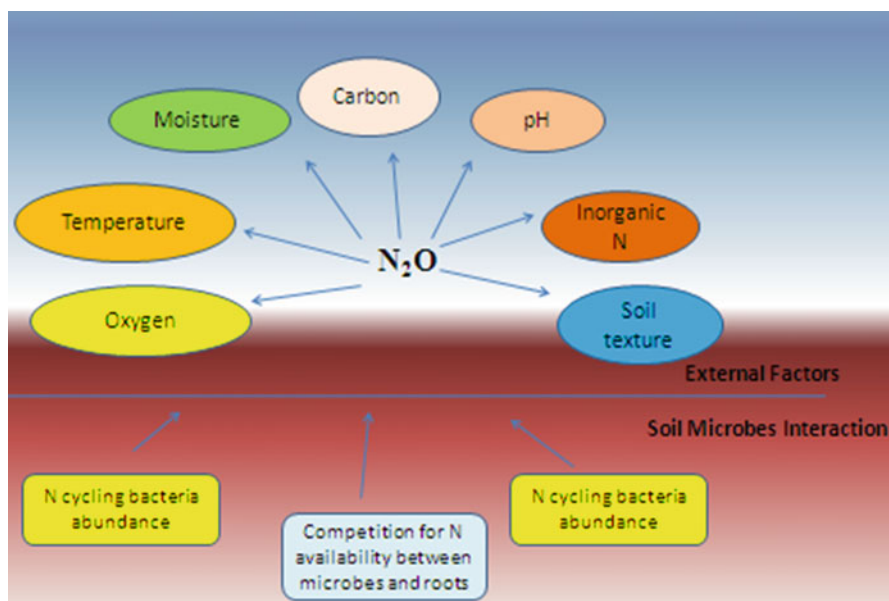 Carbon
Moisture
pH
Temperature
Inorganic
N
N₂O
Oxygen
Soil
texture
External Factors
Soil Microbes Interaction
N cycling bacteria
abundance
Competition for N
availability between
microbes and roots
N cycling bacteria
abundance